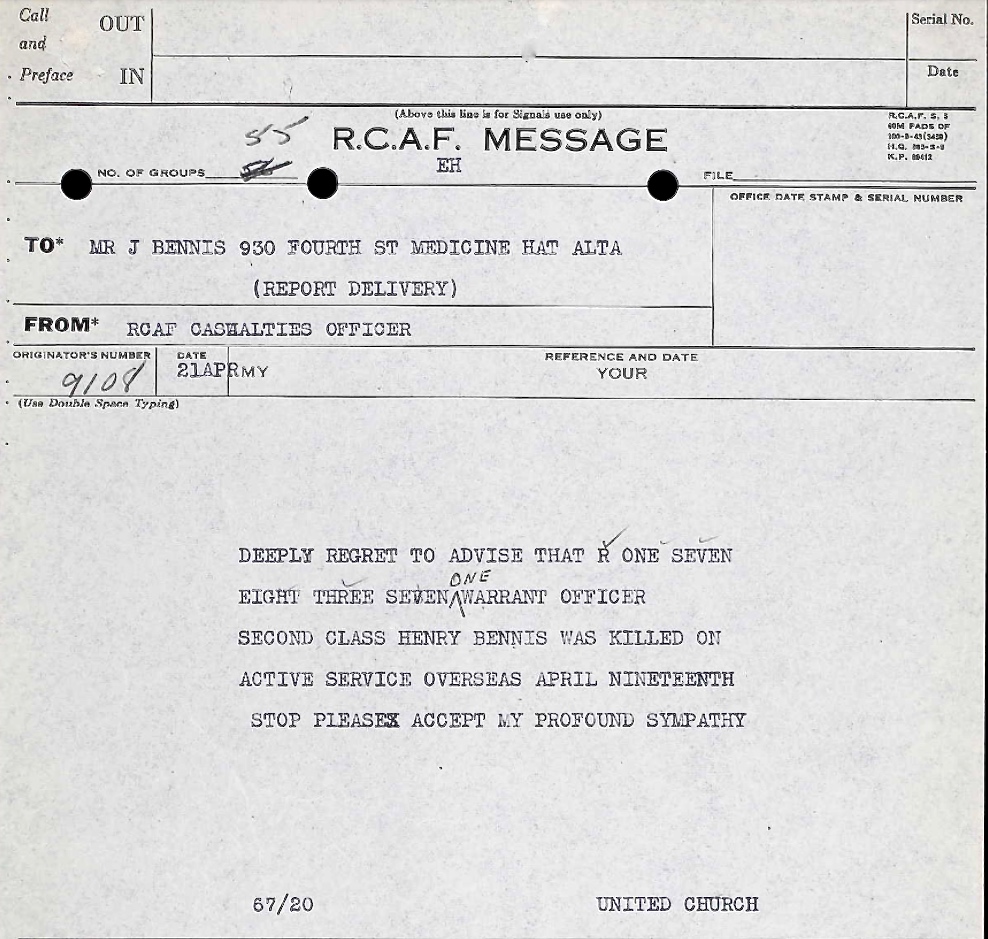 Call
and
Preface
OUT
IN
Serial No.
Date
(Above this line is for Signals use only)
R.C.A.F. MESSAGE
EH
55
NO. OF GROUPS
FILE
R.C.A.F. S. 5
OFFICE DATE STAMP & SERIAL NUMBER
TO* MR J BENNIS 930 FOURTH ST MEDICINE HAT ALTA
(REPORT DELIVERY)
FROM* RCAF CASUALTIES OFFICER
ORIGINATOR'S NUMBER
9108
DATE
21APR
MY
REFERENCE AND DATE
YOUR
(Use Double Space Typing)
DEEPLY REGRET TO ADVISE THAT R ONE SEVEN
EIGHT THREE SEVEN ONE WARRANT OFFICER
SECOND CLASS HENRY BENNIS WAS KILLED ON
ACTIVE SERVICE OVERSEAS APRIL NINETEENTH
STOP PLEASE ACCEPT MY PROFOUND SYMPATHY
67/20
UNITED CHURCH